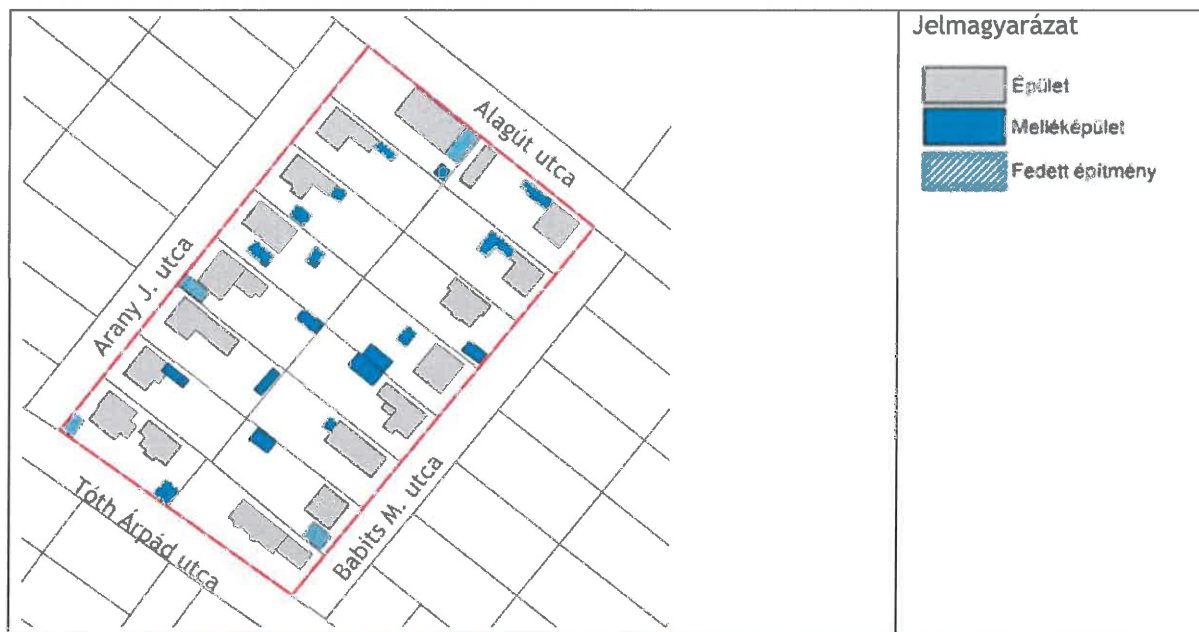 Jelmagyarázat
Épület
Melléképület
Fedett építmény
Alagút utca
Arany J. utca
Tóth Árpád utca
Babits M. utca